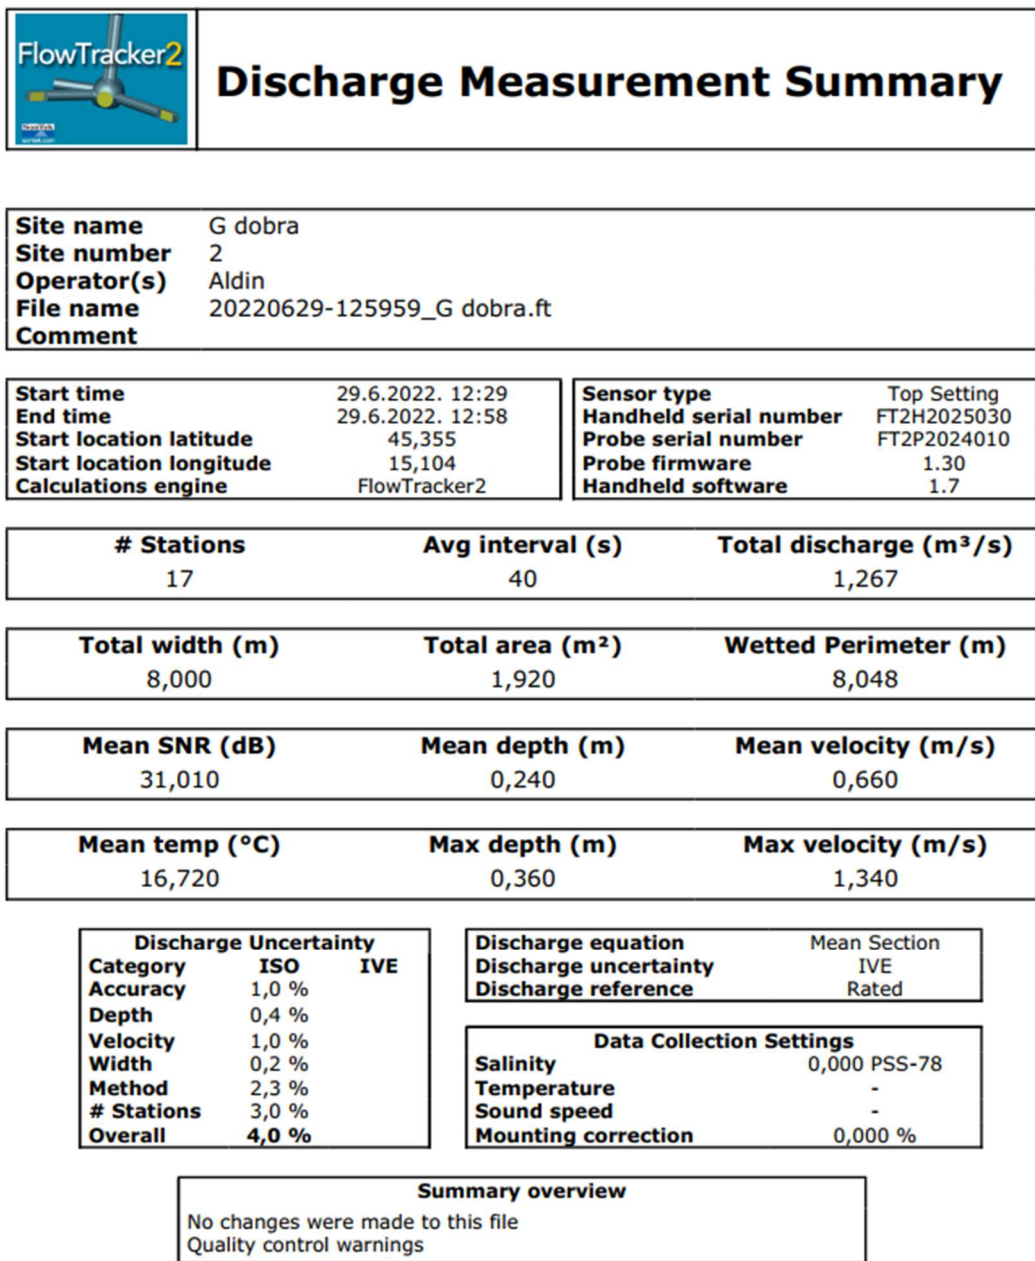 FlowTracker2
Discharge Measurement Summary
Site name G dobra
Site number 2
Operator(s) Aldin
File name 20220629-125959_G dobra.ft
Comment
Start time 29.6.2022. 12:29
End time 29.6.2022. 12:58
Start location latitude 45,355
Start location longitude 15,104
Calculations engine FlowTracker2
Sensor type Top Setting
Handheld serial number FT2H2025030
Probe serial number FT2P2024010
Probe firmware 1.30
Handheld software 1.7
# Stations Avg interval (s) Total discharge (m³/s)
17 40 1,267
Total width (m) Total area (m²) Wetted Perimeter (m)
8,000 1,920 8,048
Mean SNR (dB) Mean depth (m) Mean velocity (m/s)
31,010 0,240 0,660
Mean temp (°C) Max depth (m) Max velocity (m/s)
16,720 0,360 1,340
Discharge Uncertainty
Category ISO IVE
Accuracy 1,0 %
Depth 0,4 %
Velocity 1,0 %
Width 0,2 %
Method 2,3 %
# Stations 3,0 %
Overall 4,0 %
Discharge equation Mean Section
Discharge uncertainty IVE
Discharge reference Rated
Data Collection Settings
Salinity 0,000 PSS-78
Temperature -
Sound speed -
Mounting correction 0,000 %
Summary overview
No changes were made to this file
Quality control warnings